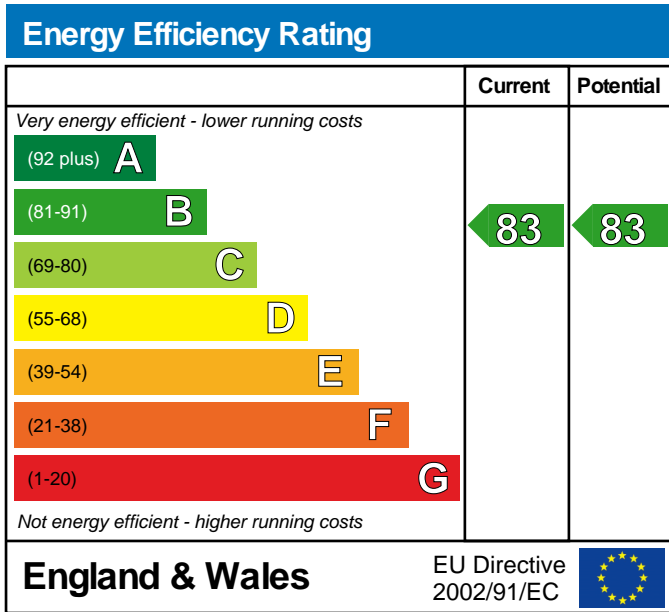 Energy Efficiency Rating
Current Potential
Very energy efficient - lower running costs
(92 plus) A
(81-91) B
83 83
(69-80) C
(55-68) D
(39-54) E
(21-38) F
(1-20) G
Not energy efficient - higher running costs
England & Wales
EU Directive
2002/91/EC